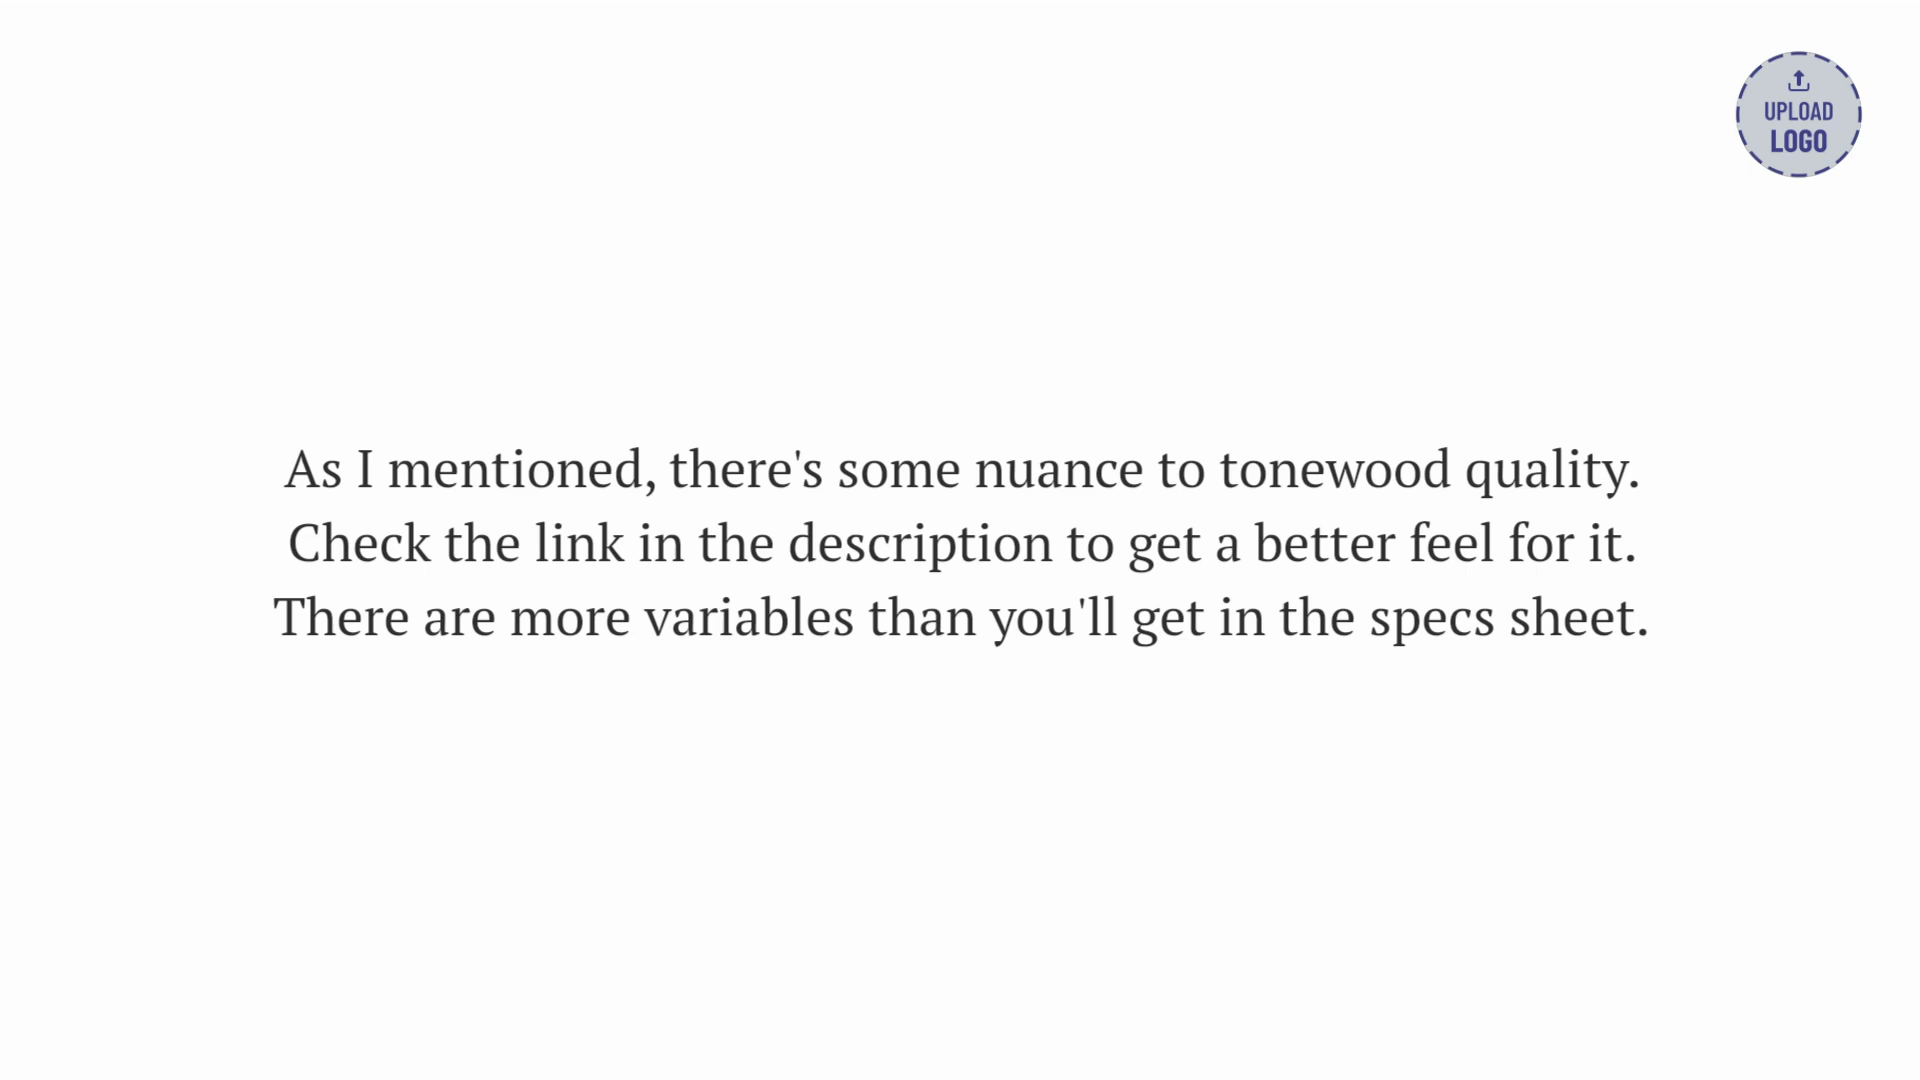 UPLOAD
LOGO
As I mentioned, there's some nuance to tonewood quality.
Check the link in the description to get a better feel for it.
There are more variables than you'll get in the specs sheet.